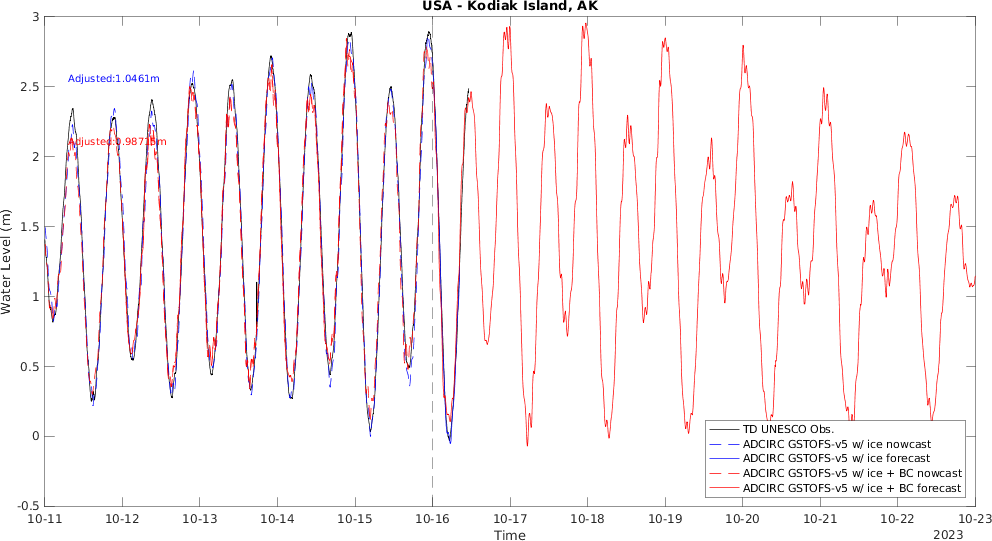 USA - Kodiak Island, AK
Water Level (m)
3
2.5
2
1.5
1
0.5
0
-0.5
Adjusted:1.0461m
10-11
10-12
10-13
10-14
10-15
10-16
10-17
10-18
10-19
10-20
10-21
10-22
10-23
Time
2023
TD UNESCO Obs.
ADCIRC GSTOFS-v5 w/ ice nowcast
ADCIRC GSTOFS-v5 w/ ice forecast
ADCIRC GSTOFS-v5 w/ ice + BC nowcast
ADCIRC GSTOFS-v5 w/ ice + BC forecast